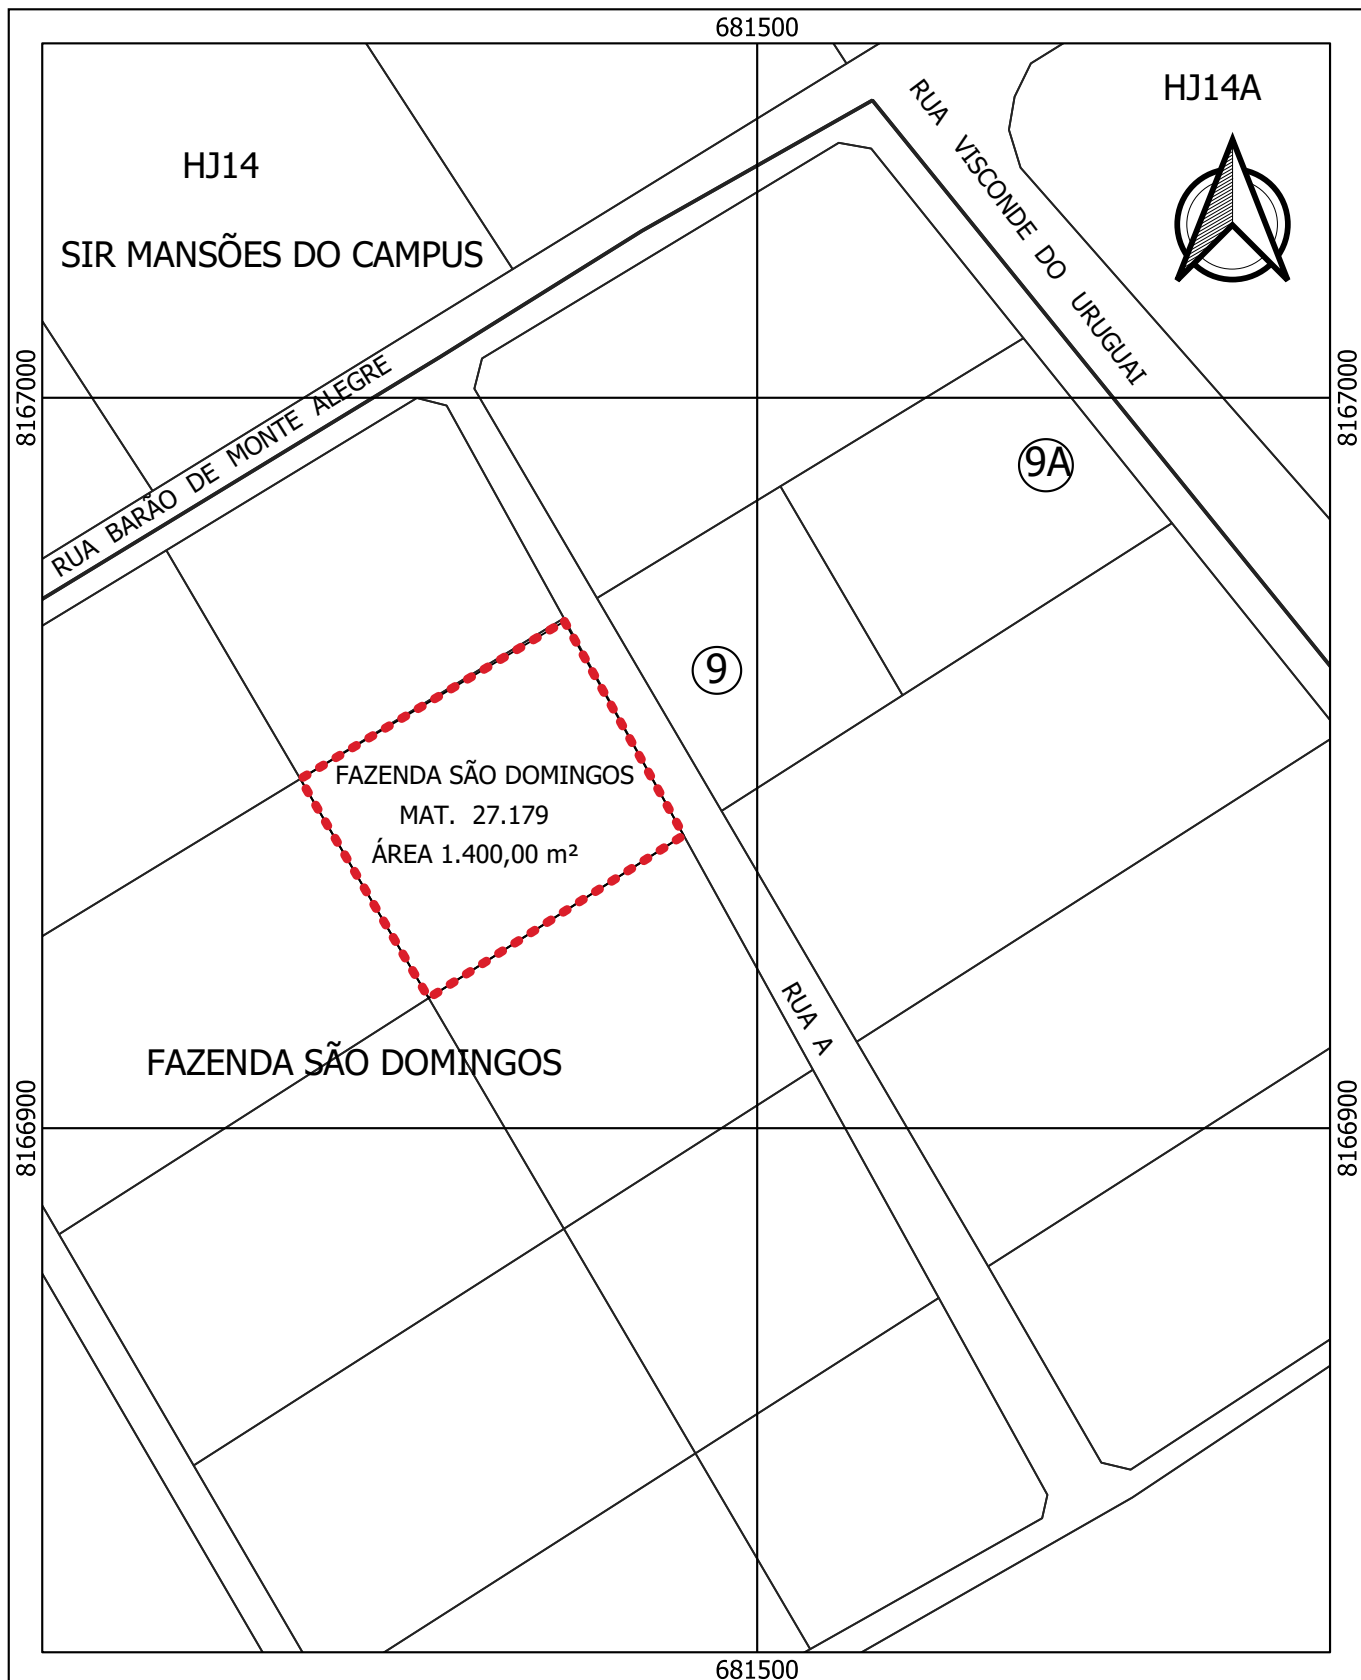 681500
HJ14A
HJ14
RUA VISCONDE DO URUGUAI
SIR MANSÕES DO CAMPUS
8167000
8167000
RUA BARÃO DE MONTE ALEGRE
9A
9
FAZENDA SÃO DOMINGOS
MAT. 27.179
ÁREA 1.400,00 m²
RUA A
FAZENDA SÃO DOMINGOS
8166900
8166900
681500